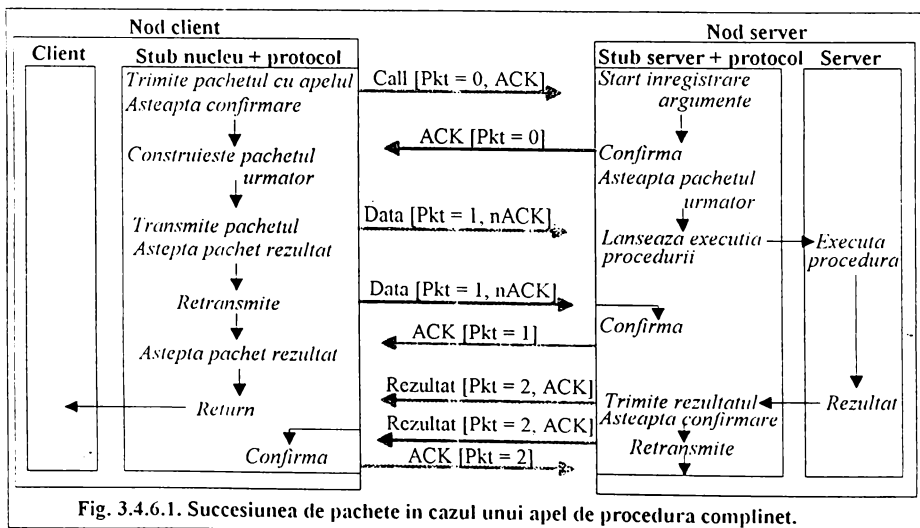 Nod client
Nod server
Client
Stub nucleu + protocol
Stub server + protocol
Server
Trimite pachetul cu apelul
Asteapta confirmare
Call [Pkt = 0, ACK]
Start inregistrare
argumente
ACK [Pkt = 0]
Construieste pachetul
urmator
Confirma
Asteapta pachetul
urmator
Transmite pachetul
Astepta pachet rezultat
Data [Pkt = 1, nACK]
Lanseaza executia
procedurii
Executa
procedura
Retransmite
Data [Pkt = 1, nACK]
Confirma
ACK [Pkt = 1]
Astepta pachet rezultat
Rezultat [Pkt = 2, ACK]
Return
Trimite rezultatul
Asteapta confirmare
Rezultat
Rezultat [Pkt = 2, ACK]
Retransmite
Confirma
ACK [Pkt = 2]
Fig. 3.4.6.1. Succesiunea de pachete in cazul unui apel de procedura complinet.